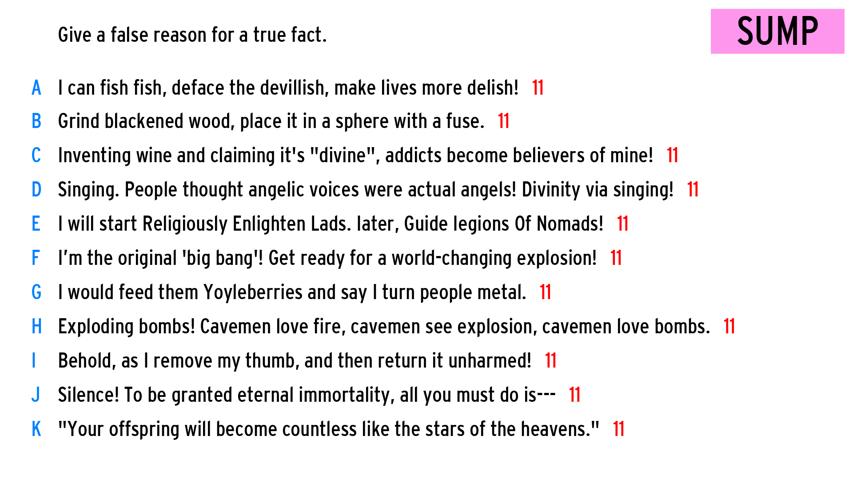 Give a false reason for a true fact.
SUMP
A I can fish fish, deface the devillish, make lives more delish! 11
B Grind blackened wood, place it in a sphere with a fuse. 11
C Inventing wine and claiming it's "divine", addicts become believers of mine! 11
D Singing. People thought angelic voices were actual angels! Divinity via singing! 11
E I will start Religiously Enlighten Lads. later, Guide legions Of Nomads! 11
F I'm the original 'big bang'! Get ready for a world-changing explosion! 11
G I would feed them Yoyleberries and say I turn people metal. 11
H Exploding bombs! Cavemen love fire, cavemen see explosion, cavemen love bombs. 11
I Behold, as I remove my thumb, and then return it unharmed! 11
J Silence! To be granted eternal immortality, all you must do is--- 11
K "Your offspring will become countless like the stars of the heavens." 11